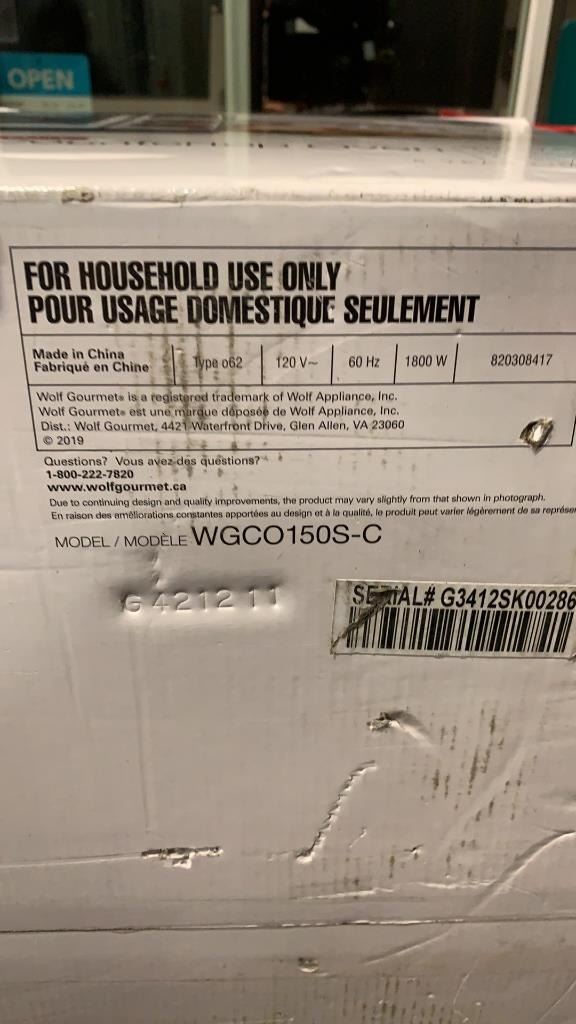 OPEN
FOR HOUSEHOLD USE ONLY
POUR USAGE DOMESTIQUE SEULEMENT
Made in China
Fabriqué en Chine
Type o62
120 V~
60 Hz
1800 W
820308417
Wolf Gourmet® is a registered trademark of Wolf Appliance, Inc.
Wolf Gourmet® est une marque déposée de Wolf Appliance, Inc.
Dist.: Wolf Gourmet, 4421 Waterfront Drive, Glen Allen, VA 23060
© 2019
Questions? Vous avez des questions?
1-800-222-7820
www.wolfgourmet.ca
Due to continuing design and quality improvements, the product may vary slightly from that shown in photograph.
En raison des améliorations constantes apportées au design et à la qualité, le produit peut varier légèrement de sa
MODEL / MODÈLE WGCO150S-C
G421211
SERIAL# G3412SK00286